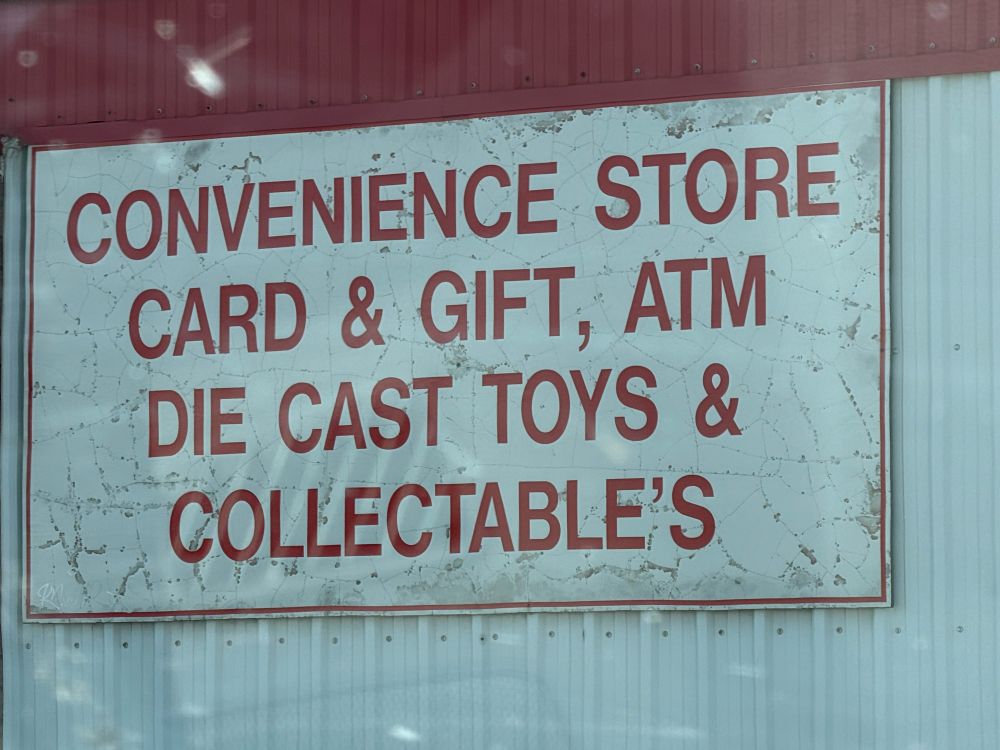 CONVENIENCE STORE
CARD & GIFT, ATM
DIE CAST TOYS &
COLLECTABLE'S